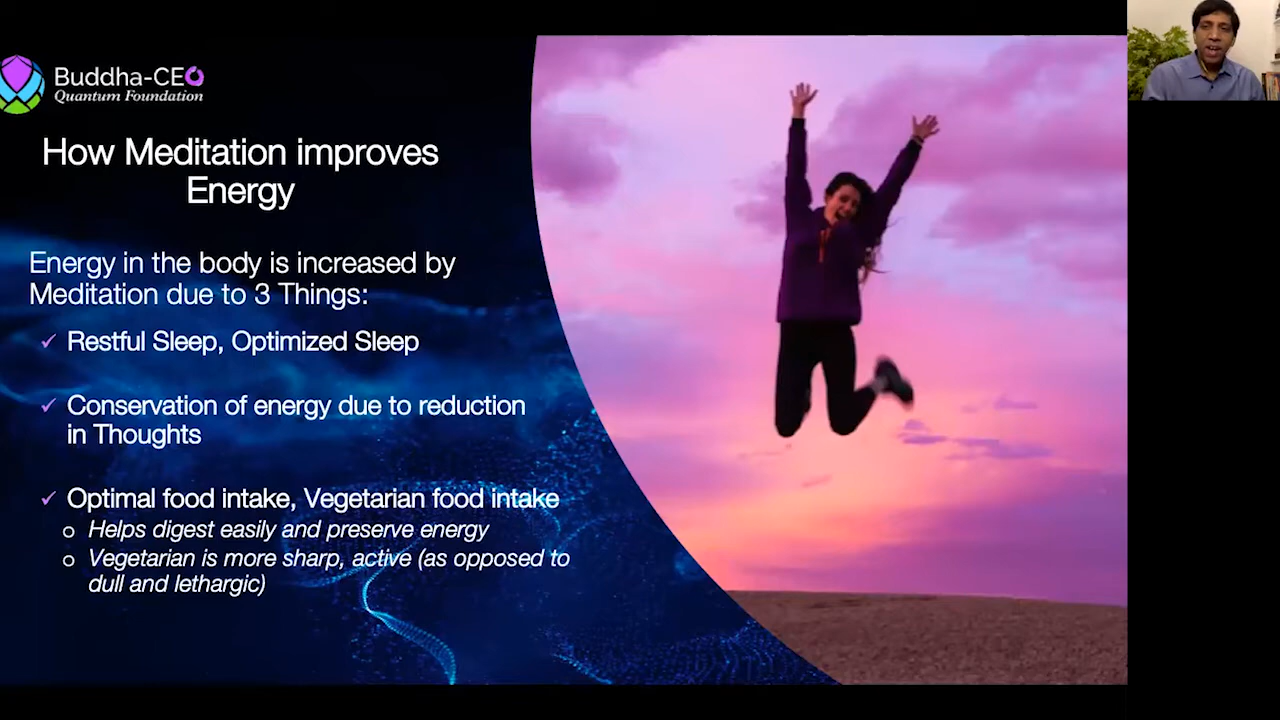 Buddha-CEO
Quantum Foundation
How Meditation improves
Energy
Energy in the body is increased by
Meditation due to 3 Things:
✓ Restful Sleep, Optimized Sleep
✓ Conservation of energy due to reduction
in Thoughts
✓ Optimal food intake, Vegetarian food intake
o Helps digest easily and preserve energy
o Vegetarian is more sharp, active (as opposed to
dull and lethargic)